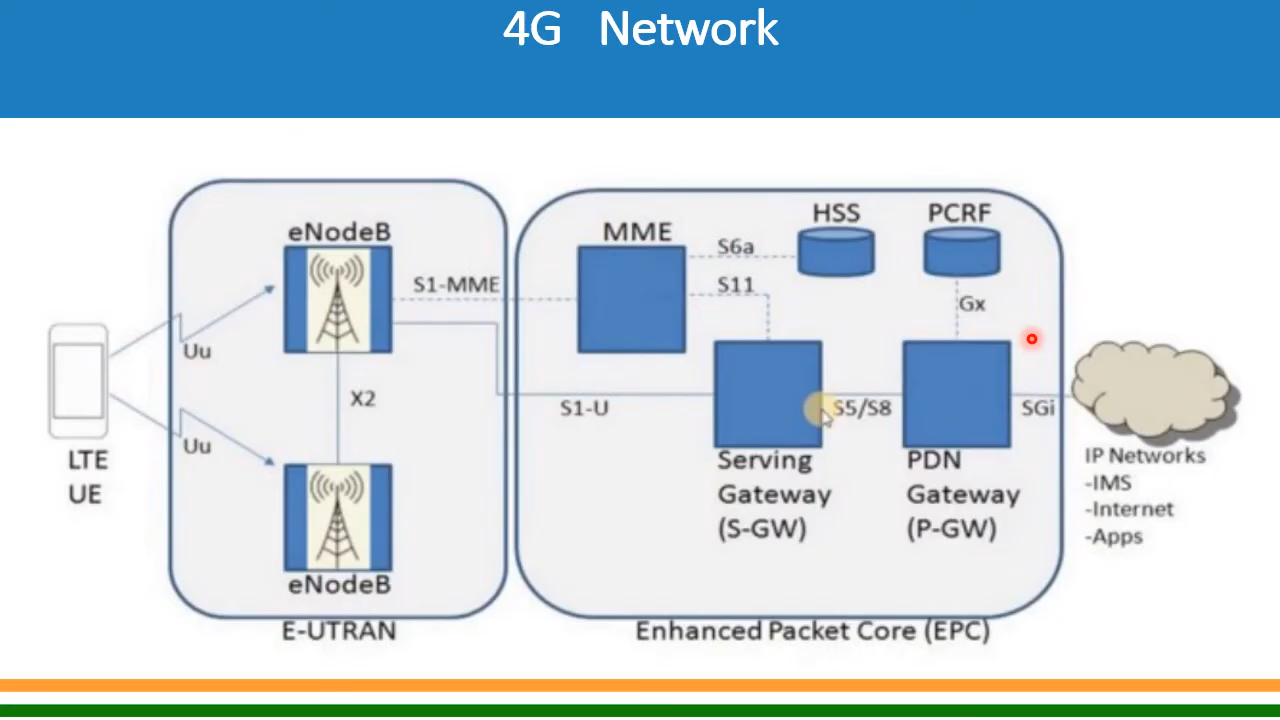 4G Network
eNodeB
S1-MME
Uu
X2
Uu
LTE
UE
eNodeB
E-UTRAN
MME
HSS
PCRF
S6a
S11
Gx
S1-U
S5/S8
SGi
Serving
Gateway
(S-GW)
PDN
Gateway
(P-GW)
IP Networks
-IMS
-Internet
-Apps
Enhanced Packet Core (EPC)